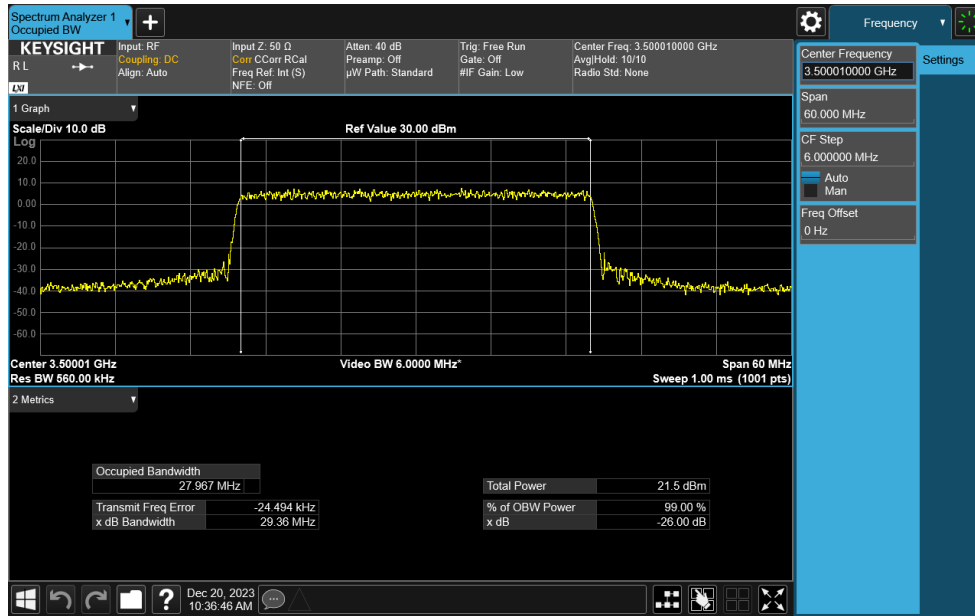 Spectrum Analyzer 1
Occupied BW
Frequency
KEYSIGHT
R L
LXI
Input: RF
Coupling: DC
Align: Auto
Input Z: 50 Ω
Corr CCorr RCal
Freq Ref: Int (S)
NFE: Off
Atten: 40 dB
Preamp: Off
µW Path: Standard
Trig: Free Run
Gate: Off
#IF Gain: Low
Center Freq: 3.500010000 GHz
Avg|Hold: 10/10
Radio Std: None
Center Frequency
3.500010000 GHz
Settings
Span
60.000 MHz
CF Step
6.000000 MHz
Auto
Man
Freq Offset
0 Hz
1 Graph
Scale/Div 10.0 dB
Ref Value 30.00 dBm
Log
20.0
10.0
0.00
-10.0
-20.0
-30.0
-40.0
-50.0
-60.0
Center 3.50001 GHz
Video BW 6.0000 MHz*
Span 60 MHz
Res BW 560.00 kHz
Sweep 1.00 ms (1001 pts)
2 Metrics
Occupied Bandwidth
27.967 MHz
Total Power 21.5 dBm
Transmit Freq Error -24.494 kHz
% of OBW Power 99.00 %
x dB Bandwidth 29.36 MHz
x dB -26.00 dB
Dec 20, 2023
10:36:46 AM